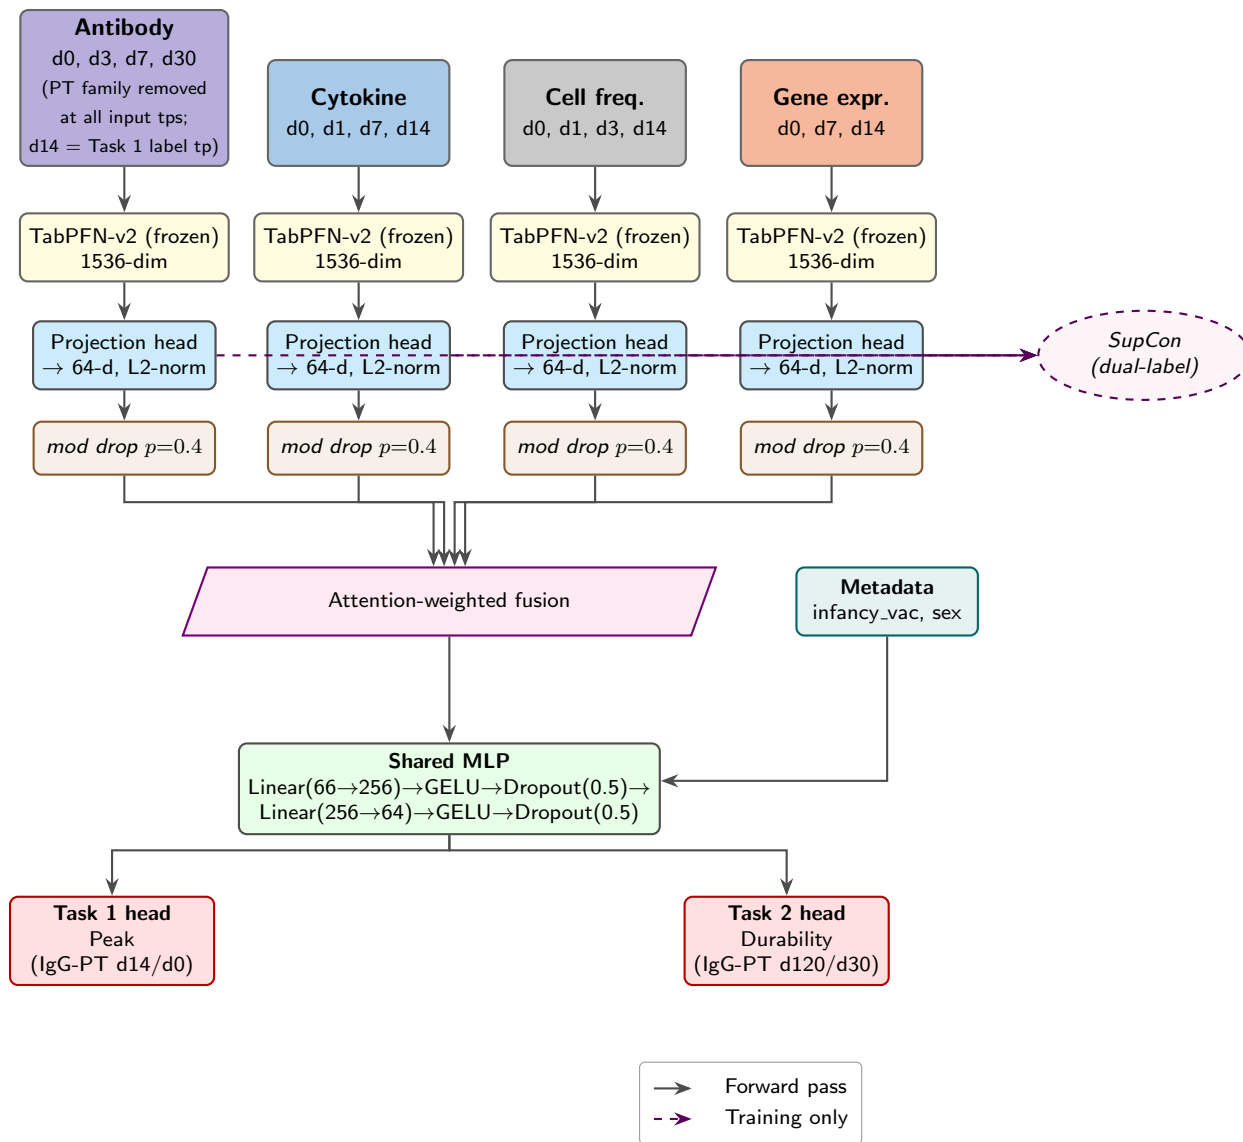 Antibody
d0, d3, d7, d30
(PT family removed
at all input tps;
d14 = Task 1 label tp)
Cytokine
d0, d1, d7, d14
Cell freq.
d0, d1, d3, d14
Gene expr.
d0, d7, d14
TabPFN-v2 (frozen)
1536-dim
TabPFN-v2 (frozen)
1536-dim
TabPFN-v2 (frozen)
1536-dim
TabPFN-v2 (frozen)
1536-dim
Projection head
→ 64-d, L2-norm
Projection head
→ 64-d, L2-norm
Projection head
→ 64-d, L2-norm
Projection head
→ 64-d, L2-norm
SupCon
(dual-label)
mod drop p=0.4
mod drop p=0.4
mod drop p=0.4
mod drop p=0.4
Attention-weighted fusion
Metadata
infancy_vac, sex
Shared MLP
Linear(66→256)→GELU→Dropout(0.5)→
Linear(256→64)→GELU→Dropout(0.5)
Task 1 head
Peak
(IgG-PT d14/d0)
Task 2 head
Durability
(IgG-PT d120/d30)
Forward pass
Training only